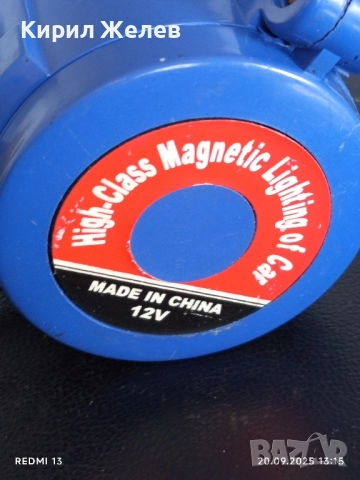 Кирил Желев
High-Class Magnetic Lighting of Car
MADE IN CHINA
12V
REDMI 13
20.09.2025 13:15
BAZAR